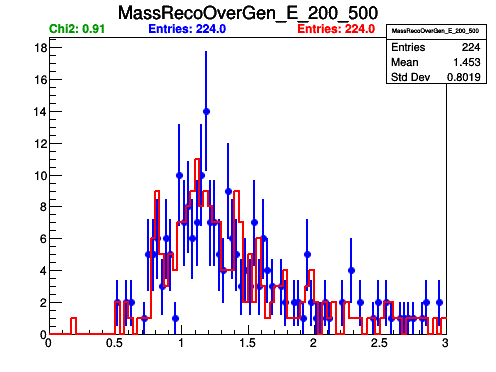 MassRecoOverGen_E_200_500
Chi2: 0.91 Entries: 224.0 Entries: 224.0
MassRecoOverGen_E_200_500
Entries 224
Mean 1.453
Std Dev 0.8019
18
16
14
12
10
8
6
4
2
0
0 0.5 1 1.5 2 2.5 3